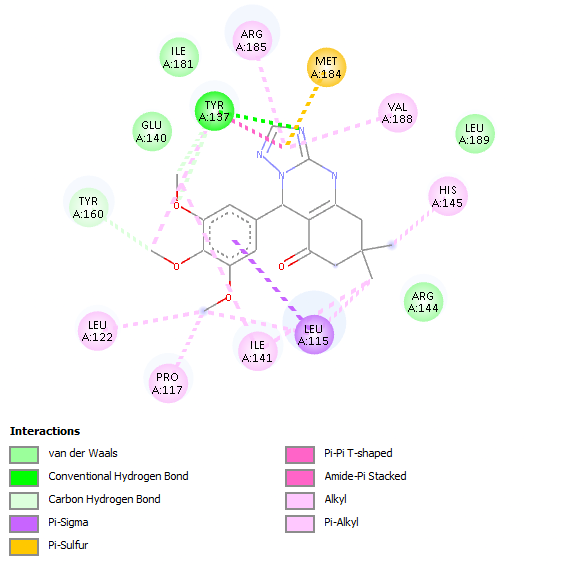 ARG
A:185
ILE
A:181
MET
A:184
TYR
A:137
VAL
A:188
GLU
A:140
LEU
A:189
N
N
N
N
HIS
A:145
TYR
A:160
O
O
O
O
ARG
A:144
LEU
A:122
LEU
A:115
ILE
A:141
PRO
A:117
Interactions
van der Waals
Conventional Hydrogen Bond
Carbon Hydrogen Bond
Pi-Sigma
Pi-Sulfur
Pi-Pi T-shaped
Amide-Pi Stacked
Alkyl
Pi-Alkyl